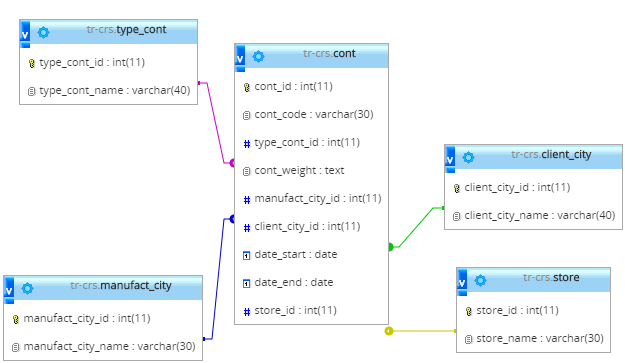 tr-crs.type_cont
type_cont_id : int(11)
type_cont_name : varchar(40)
tr-crs.cont
cont_id : int(11)
cont_code : varchar(30)
type_cont_id : int(11)
cont_weight : text
manufact_city_id : int(11)
client_city_id : int(11)
date_start : date
date_end : date
store_id : int(11)
tr-crs.client_city
client_city_id : int(11)
client_city_name : varchar(40)
tr-crs.manufact_city
manufact_city_id : int(11)
manufact_city_name : varchar(30)
tr-crs.store
store_id : int(11)
store_name : varchar(30)